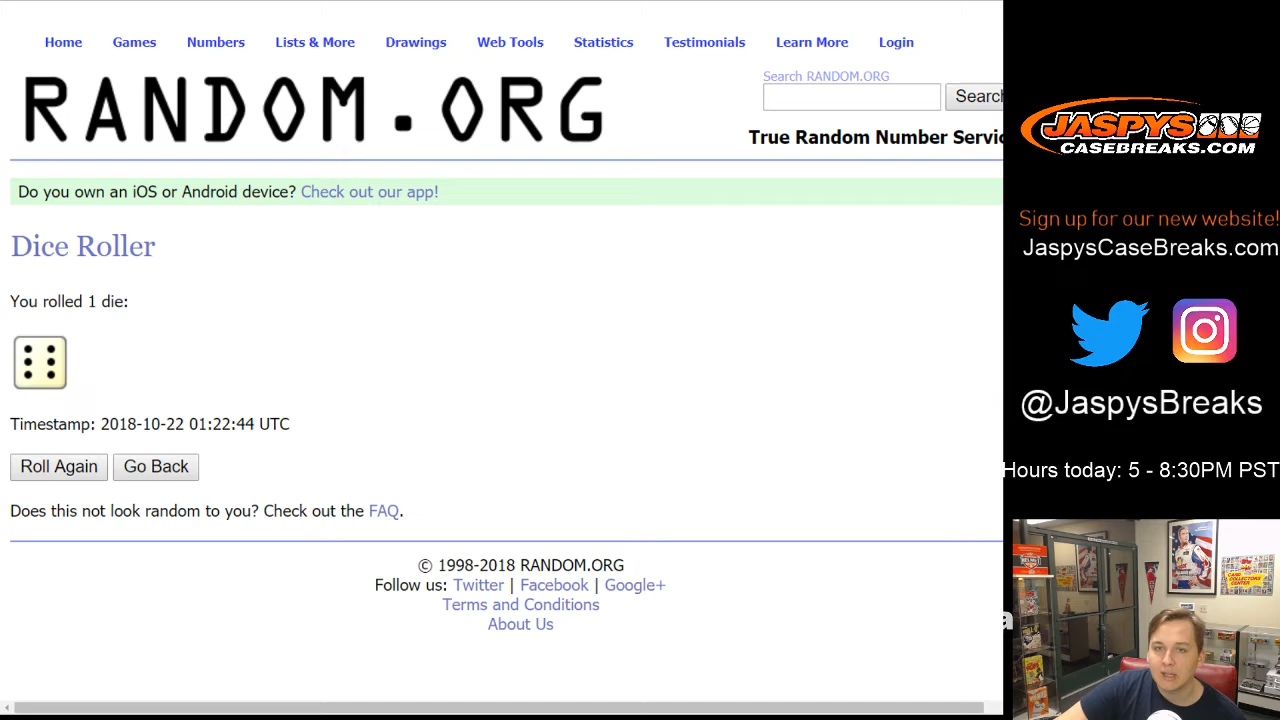 Home Games Numbers Lists & More Drawings Web Tools Statistics Testimonials Learn More Login
RANDOM.ORG
Search RANDOM.ORG
Search
True Random Number Servic
Do you own an iOS or Android device? Check out our app!
Dice Roller
You rolled 1 die:
Timestamp: 2018-10-22 01:22:44 UTC
Roll Again Go Back
Does this not look random to you? Check out the FAQ.
© 1998-2018 RANDOM.ORG
Follow us: Twitter | Facebook | Google+
Terms and Conditions
About Us
JASPYS
CASEBREAKS.COM
Sign up for our new website!
JaspysCaseBreaks.com
@JaspysBreaks
Hours today: 5 - 8:30PM PST
a
CARD
COLLECTORS
CENTER